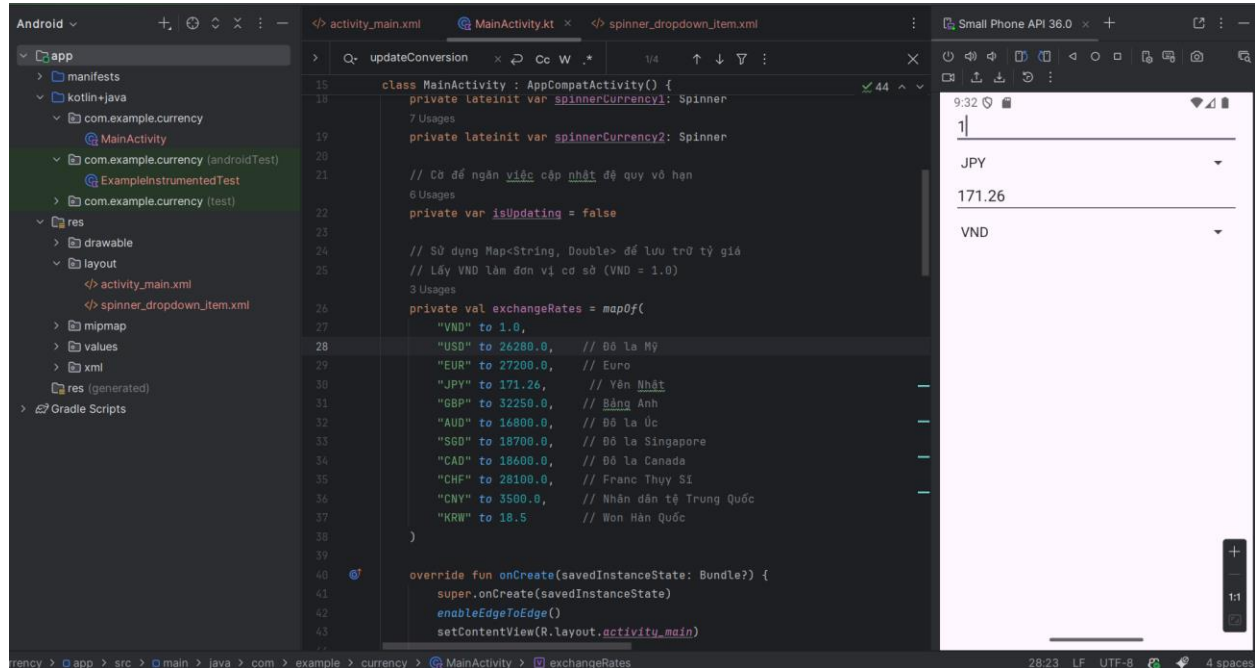 Android
activity_main.xml
MainActivity.kt
spinner_dropdown_item.xml
Small Phone API 36.0
app
manifests
kotlin+java
com.example.currency
MainActivity
com.example.currency (androidTest)
ExampleInstrumentedTest
com.example.currency (test)
res
drawable
layout
activity_main.xml
spinner_dropdown_item.xml
mipmap
values
xml
res (generated)
Gradle Scripts
updateConversion
Cc W .* 1/4
15 class MainActivity : AppCompatActivity() {
44
18 private lateinit var spinnerCurrency1: Spinner
7 Usages
19 private lateinit var spinnerCurrency2: Spinner
20
21 // Cờ để ngăn việc cập nhật đệ quy vô hạn
6 Usages
22 private var isUpdating = false
23
24 // Sử dụng Map<String, Double> để lưu trữ tỷ giá
25 // Lấy VND làm đơn vị cơ sở (VND = 1.0)
3 Usages
26 private val exchangeRates = mapOf(
27 "VND" to 1.0,
28 "USD" to 26280.0, // Đô la Mỹ
29 "EUR" to 27200.0, // Euro
30 "JPY" to 171.26, // Yên Nhật
31 "GBP" to 32250.0, // Bảng Anh
32 "AUD" to 16800.0, // Đô la Úc
33 "SGD" to 18700.0, // Đô la Singapore
34 "CAD" to 18600.0, // Đô la Canada
35 "CHF" to 28100.0, // Franc Thụy Sĩ
36 "CNY" to 3500.0, // Nhân dân tệ Trung Quốc
37 "KRW" to 18.5 // Won Hàn Quốc
38 )
39
40 override fun onCreate(savedInstanceState: Bundle?) {
41 super.onCreate(savedInstanceState)
42 enableEdgeToEdge()
43 setContentView(R.layout.activity_main)
9:32
1
JPY
171.26
VND
1:1
rrency > app > src > main > java > com > example > currency > MainActivity > exchangeRates
28:23 LF UTF-8 4 spaces